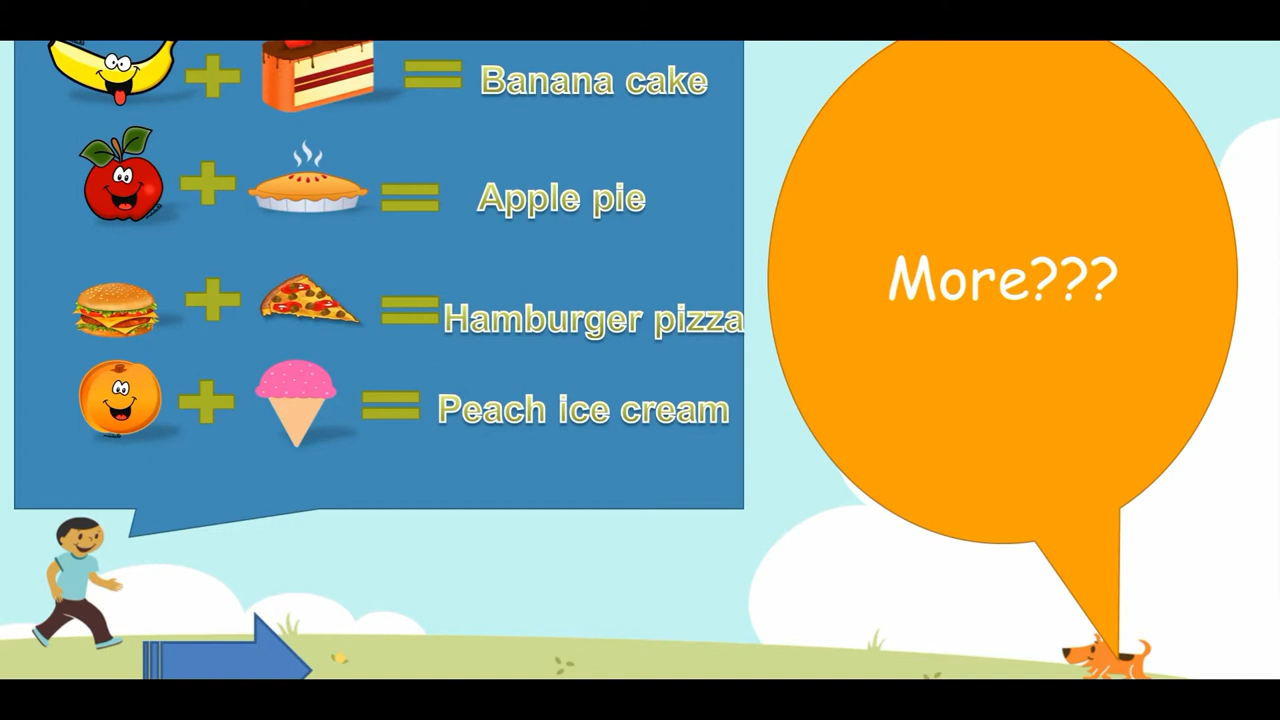 Banana cake
Apple pie
Hamburger pizza
Peach ice cream
More???